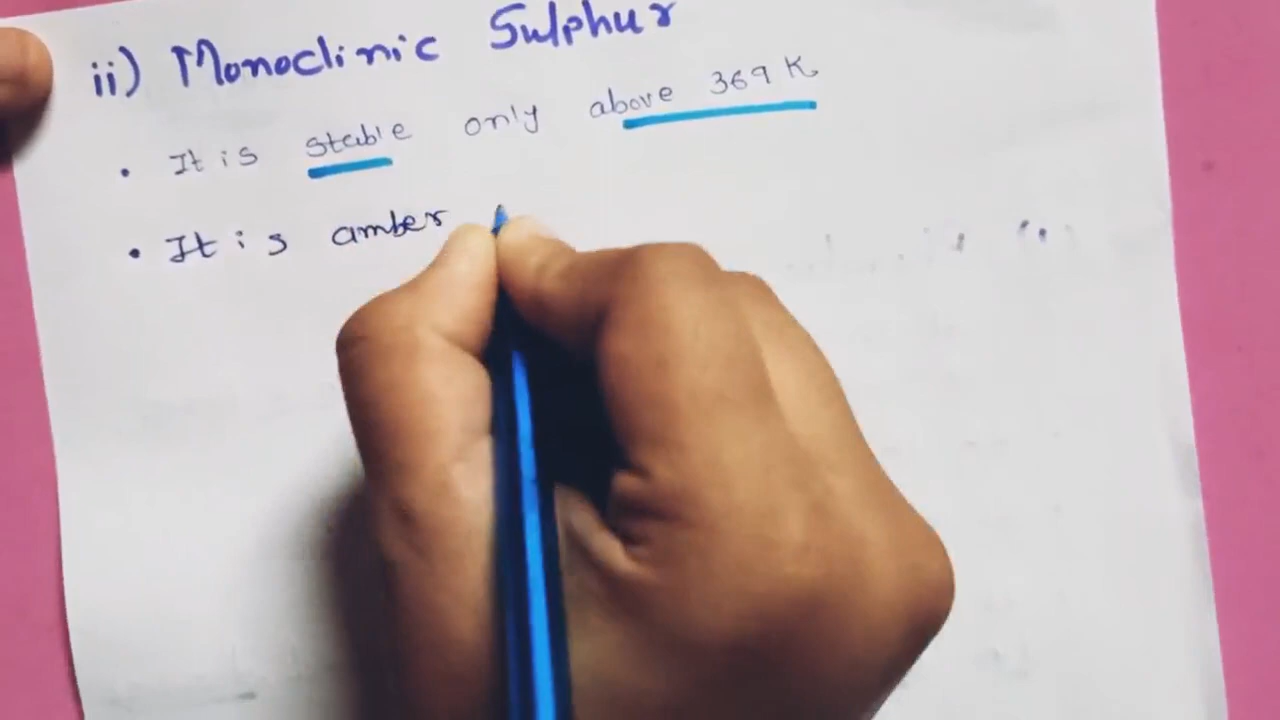 ii) Monoclinic Sulphur
• It is stable only above 369 K
• It is amber